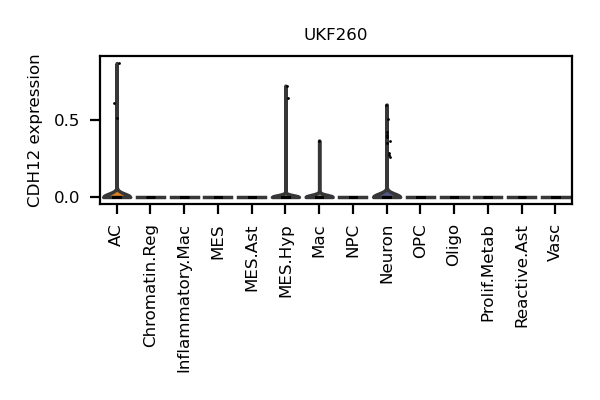 UKF260
CDH12 expression
0.5
0.0
AC
Chromatin.Reg
Inflammatory.Mac
MES
MES.Ast
MES.Hyp
Mac
NPC
Neuron
OPC
Oligo
Prolif.Metab
Reactive.Ast
Vasc